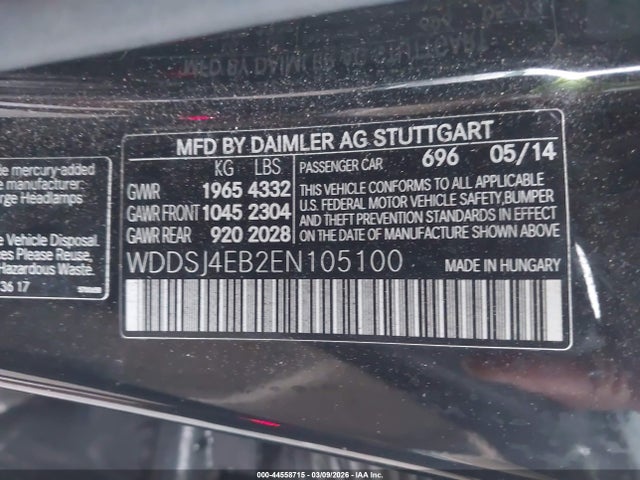 MFD BY DAIMLER AG STUTTGART
KG LBS PASSENGER CAR 696 05/14
GVWR 1965 4332
GAWR FRONT 1045 2304
GAWR REAR 920 2028
THIS VEHICLE CONFORMS TO ALL APPLICABLE
U.S. FEDERAL MOTOR VEHICLE SAFETY, BUMPER
AND THEFT PREVENTION STANDARDS IN EFFECT
ON THE DATE OF MANUFACTURE SHOWN ABOVE
WDDSJ4EB2EN105100 MADE IN HUNGARY
de mercury-added
e manufacturer:
rge Headlamps
Vehicle Disposal.
es Please Reuse,
Hazardous Waste.
36 17
000-44558715 - 03/09/2026 - IAA Inc.